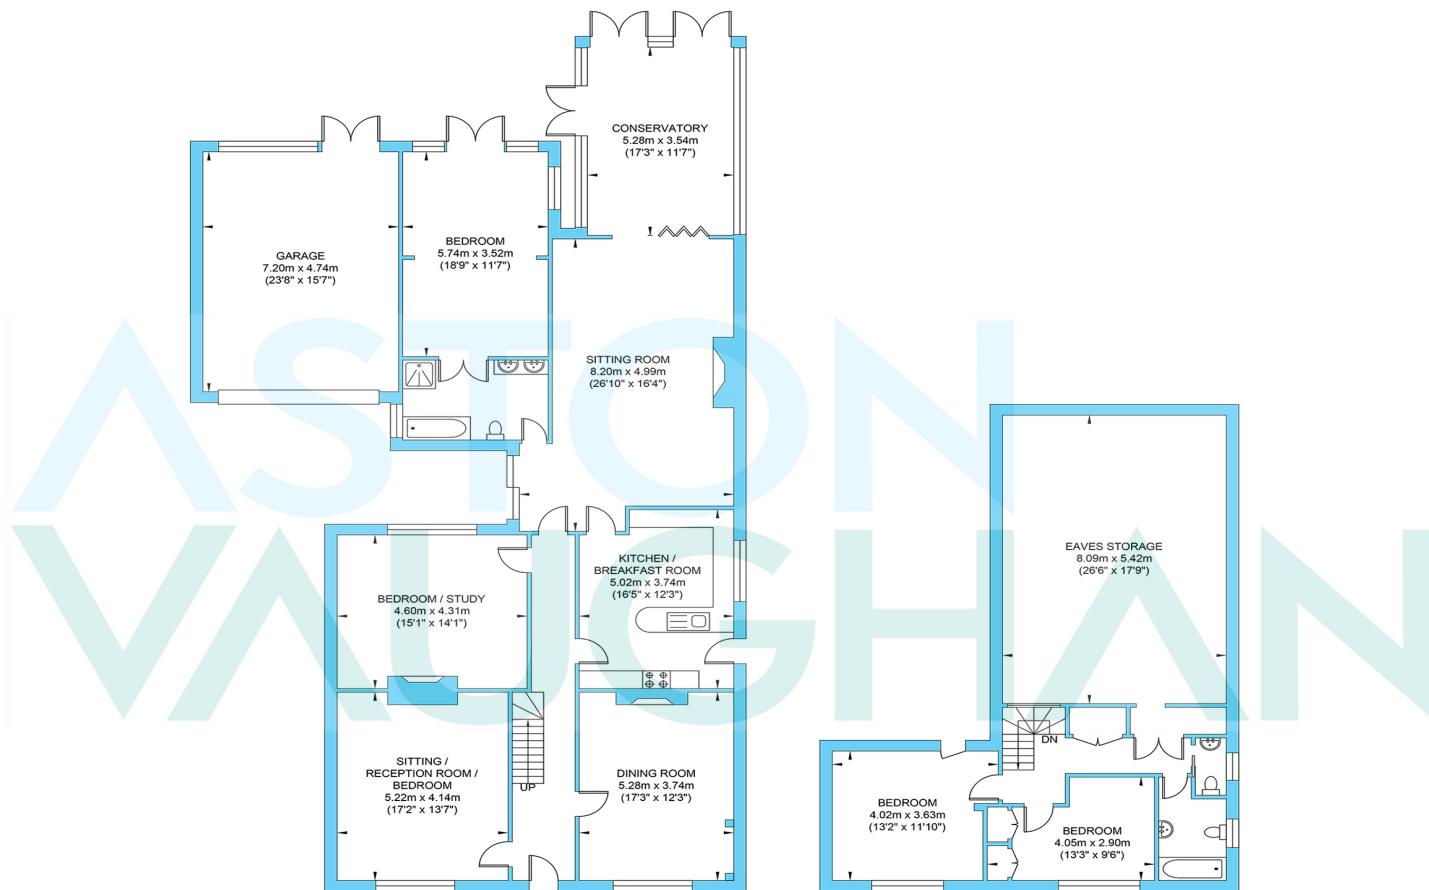 CONSERVATORY
5.28m x 3.54m
(17'3" x 11'7")
BEDROOM
5.74m x 3.52m
(18'9" x 11'7")
GARAGE
7.20m x 4.74m
(23'8" x 15'7")
SITTING ROOM
8.20m x 4.99m
(26'10" x 16'4")
ASTON
VAUGHAN
KITCHEN /
BREAKFAST ROOM
5.02m x 3.74m
(16'5" x 12'3")
BEDROOM / STUDY
4.60m x 4.31m
(15'1" x 14'1")
SITTING /
RECEPTION ROOM /
BEDROOM
5.22m x 4.14m
(17'2" x 13'7")
UP
DINING ROOM
5.28m x 3.74m
(17'3" x 12'3")
EAVES STORAGE
8.09m x 5.42m
(26'6" x 17'9")
DN
BEDROOM
4.02m x 3.63m
(13'2" x 11'10")
BEDROOM
4.05m x 2.90m
(13'3" x 9'6")